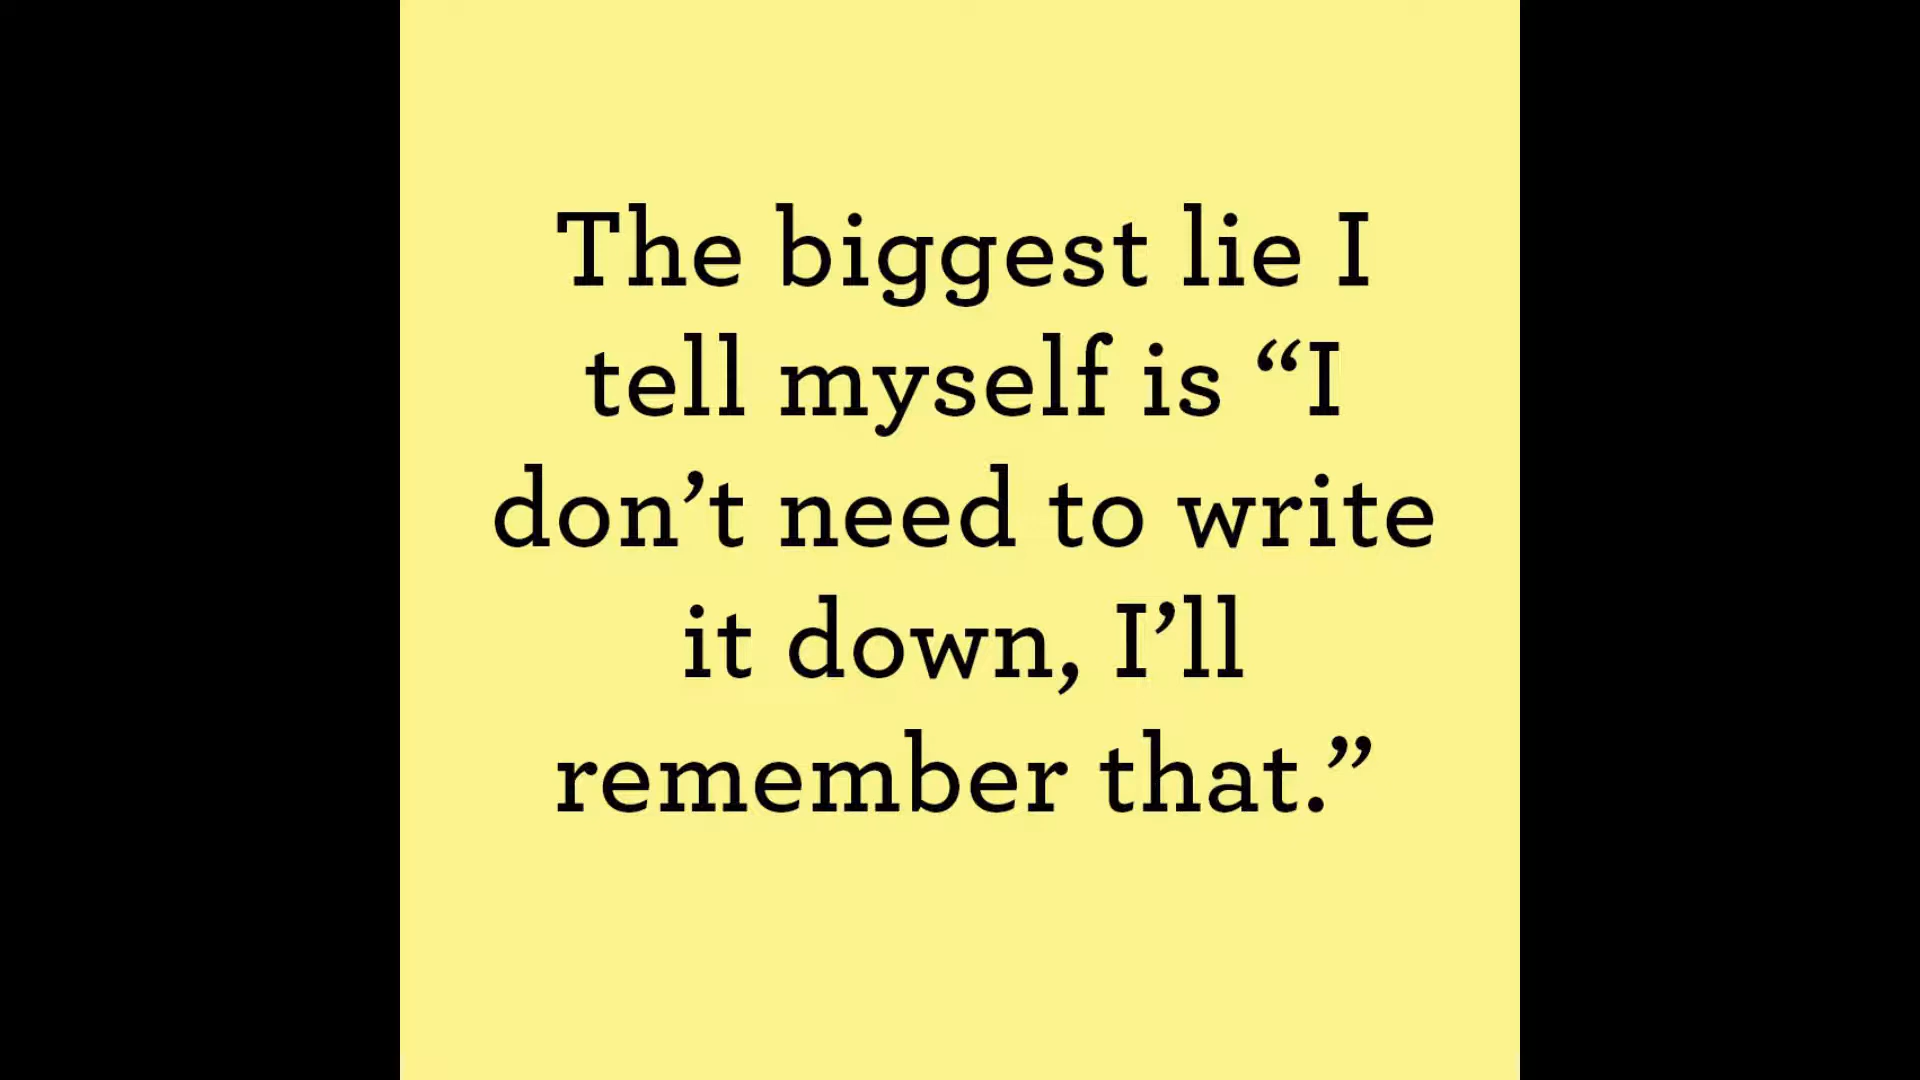 The biggest lie I
tell myself is “I
don’t need to write
it down, I’ll
remember that.”